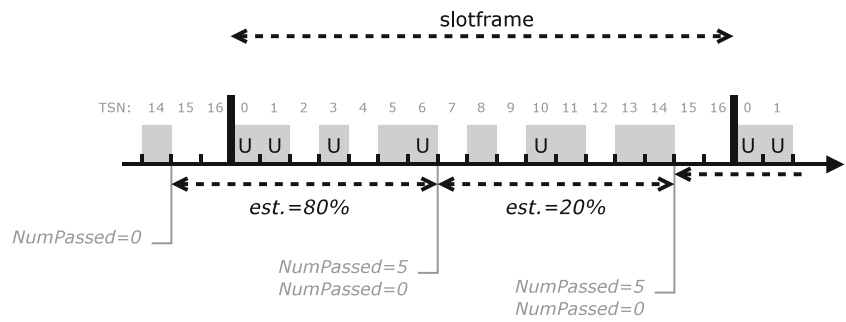 slotframe
TSN: 14 15 16 0 1 2 3 4 5 6 7 8 9 10 11 12 13 14 15 16 0 1
U U U U U U U
est.=80% est.=20%
NumPassed=0
NumPassed=5
NumPassed=0
NumPassed=5
NumPassed=0